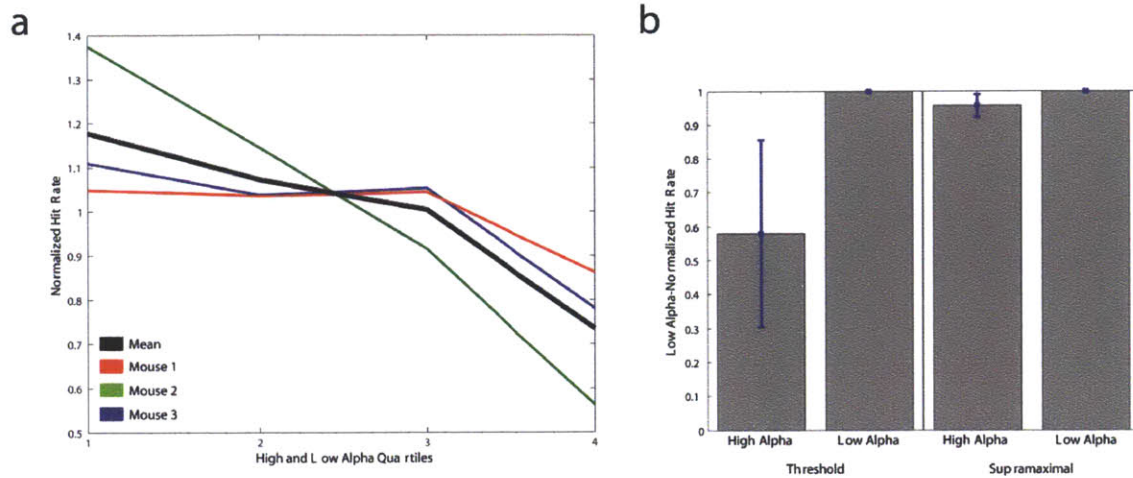 a
1.4
1.3
1.2
1.1
1
0.9
0.8
0.7
0.6
0.5
Normalized Hit Rate
Mean
Mouse 1
Mouse 2
Mouse 3
1
2
3
4
High and Low Alpha Quartiles
b
1
0.9
0.8
0.7
0.6
0.5
0.4
0.3
0.2
0.1
0
Low Alpha-Normalized Hit Rate
High Alpha
Low Alpha
High Alpha
Low Alpha
Threshold
Supramaximal